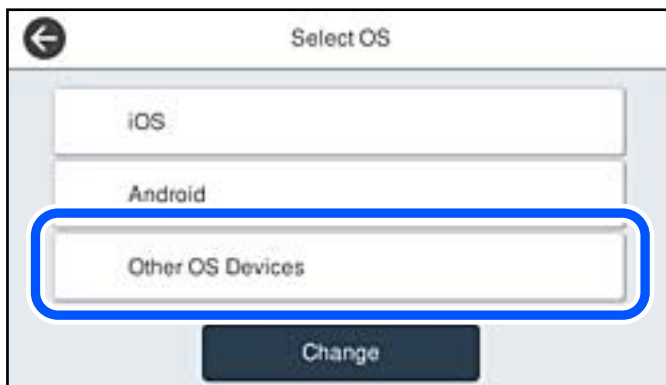 Select OS
iOS
Android
Other OS Devices
Change